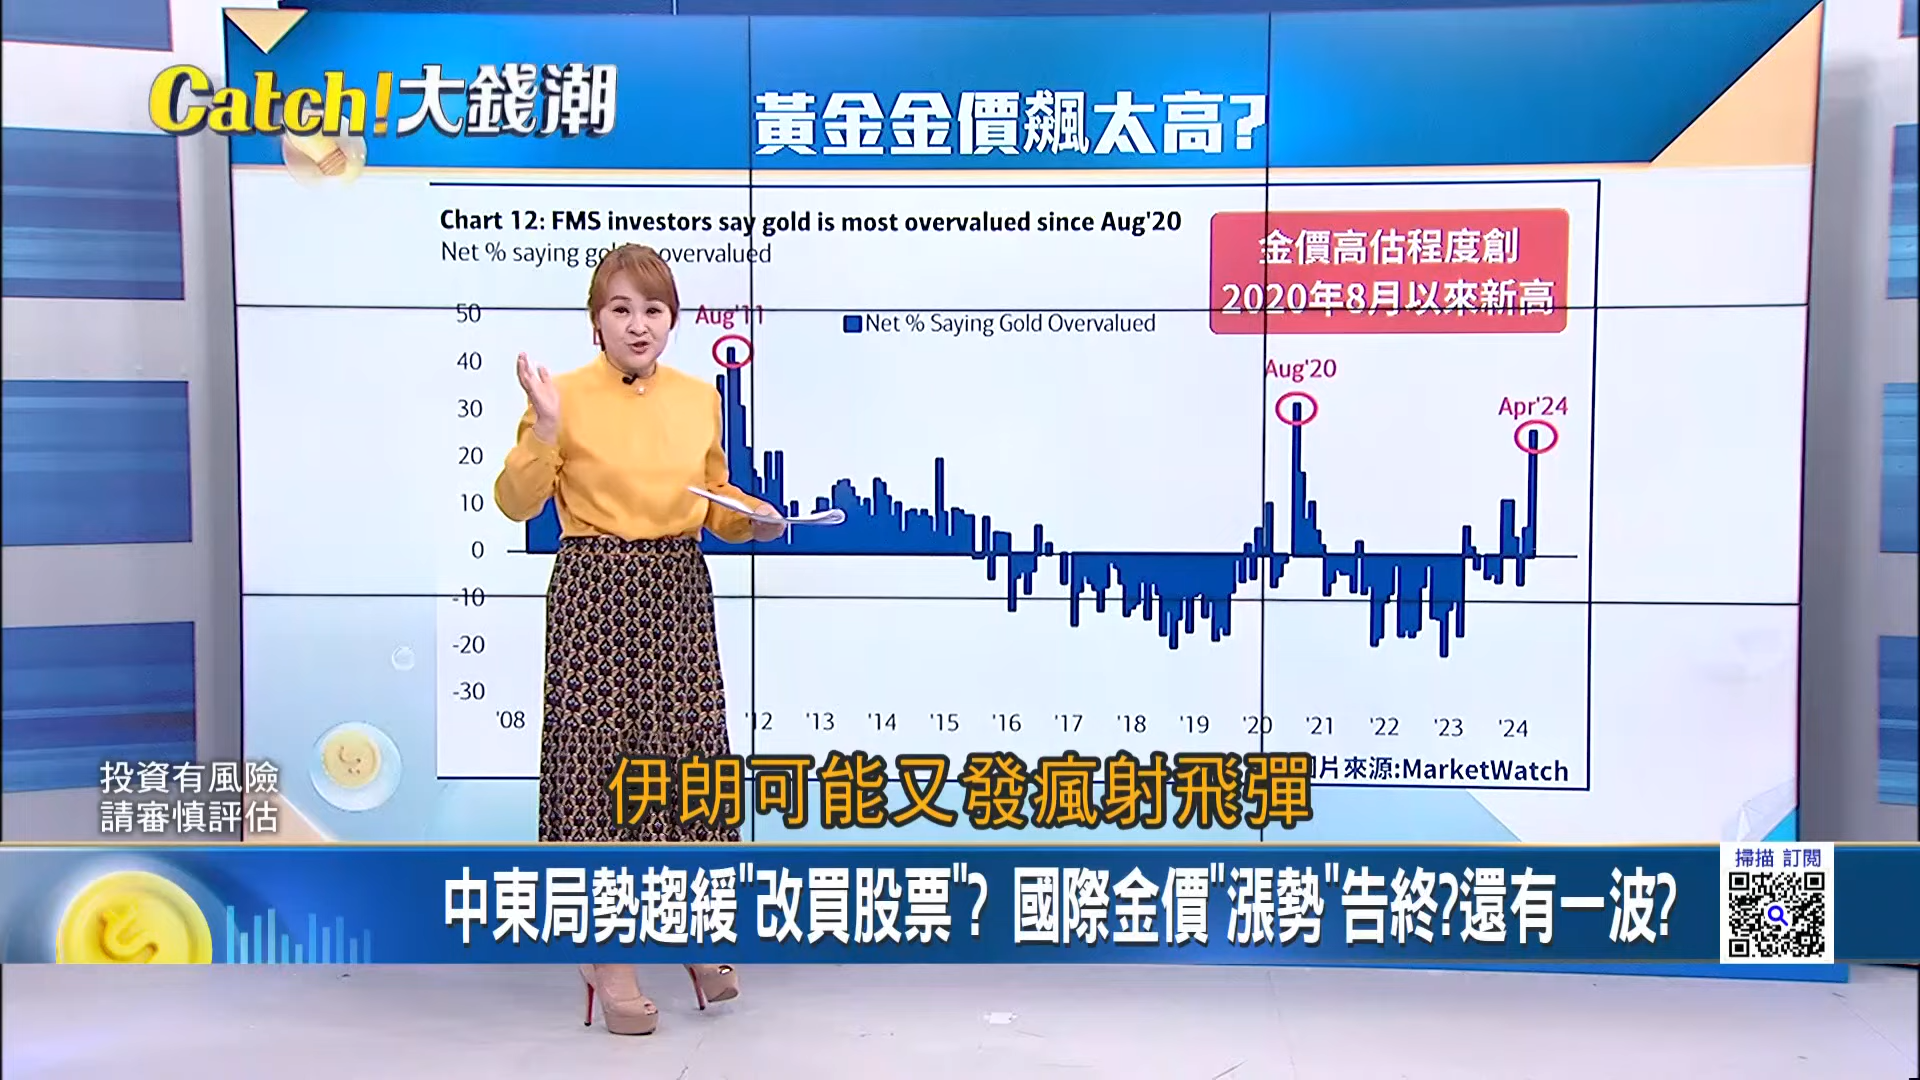 Catch!大錢潮
黃金金價飆太高?
Chart 12: FMS investors say gold is most overvalued since Aug'20
Net % saying go overvalued
金價高估程度創
2020年8月以來新高
Aug'11
Net % Saying Gold Overvalued
Aug'20
Apr'24
50
40
30
20
10
0
-10
-20
-30
'08 '12 '13 '14 '15 '16 '17 '18 '19 '20 '21 '22 '23 '24
片來源:MarketWatch
投資有風險
請審慎評估
伊朗可能又發瘋射飛彈
中東局勢趨緩"改買股票"? 國際金價"漲勢"告終?還有一波?
掃描 訂閱